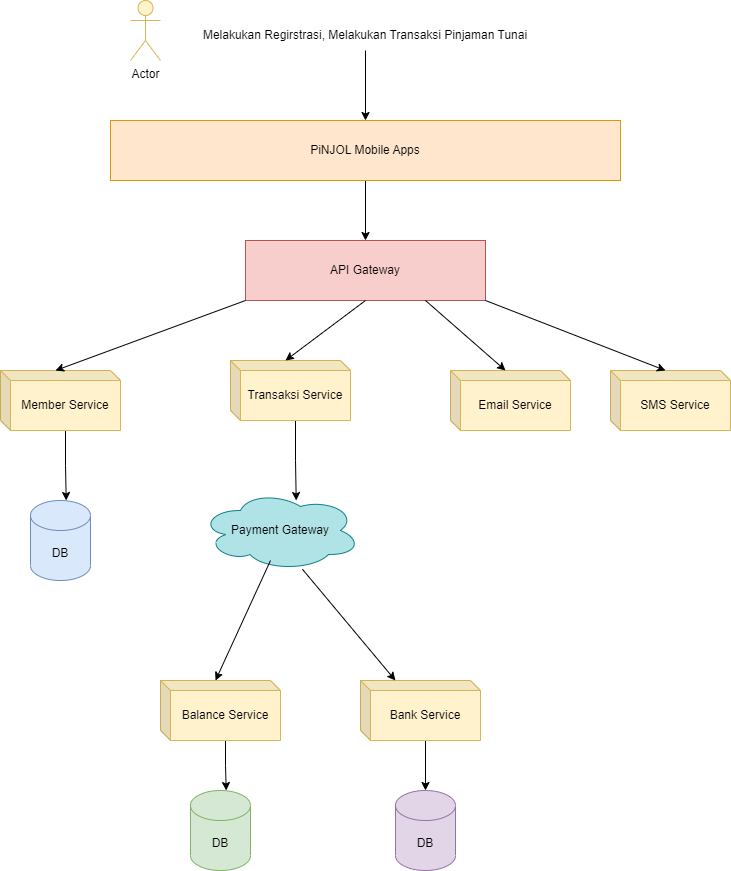 Melakukan Regirstrasi, Melakukan Transaksi Pinjaman Tunai
Actor
PiNJOL Mobile Apps
API Gateway
Member Service
Transaksi Service
Email Service
SMS Service
DB
Payment Gateway
Balance Service
Bank Service
DB
DB